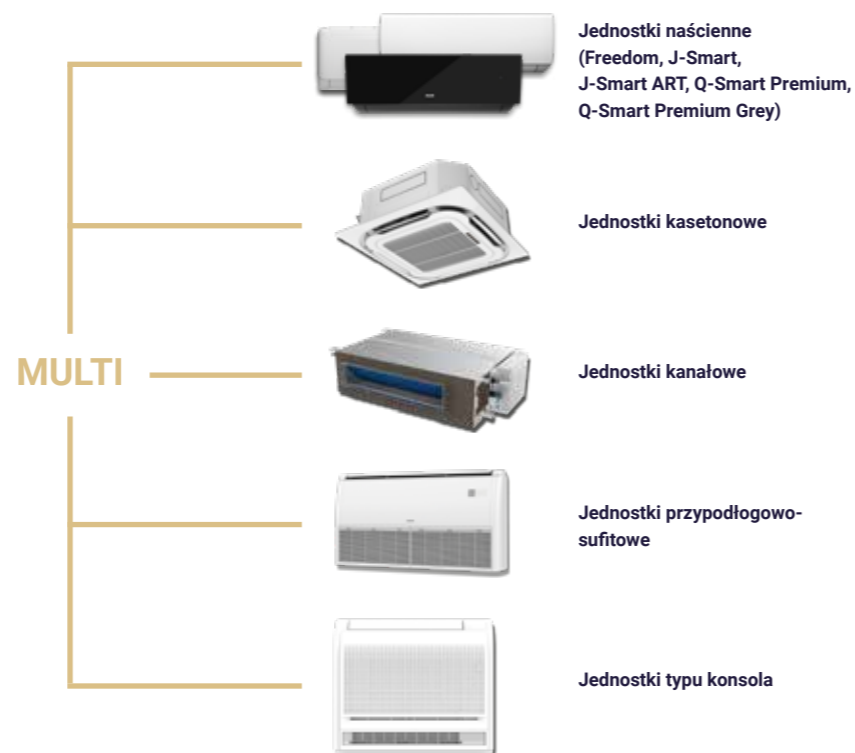 Jednostki naścienne
(Freedom, J-Smart,
J-Smart ART, Q-Smart Premium,
Q-Smart Premium Grey)
Jednostki kasetonowe
MULTI
Jednostki kanałowe
Jednostki przypodłogowo-
sufitowe
Jednostki typu konsola